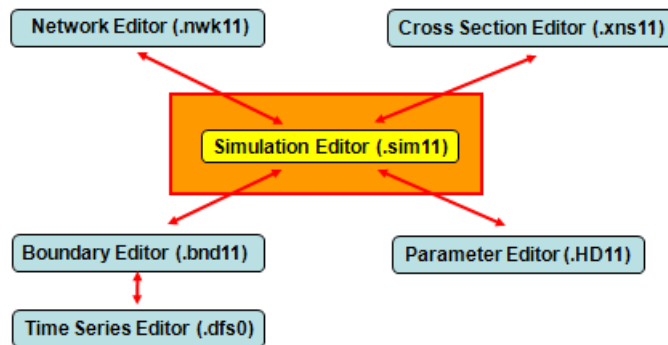 Network Editor (.nwk11)
Cross Section Editor (.xns11)
Simulation Editor (.sim11)
Boundary Editor (.bnd11)
Parameter Editor (.HD11)
Time Series Editor (.dfs0)